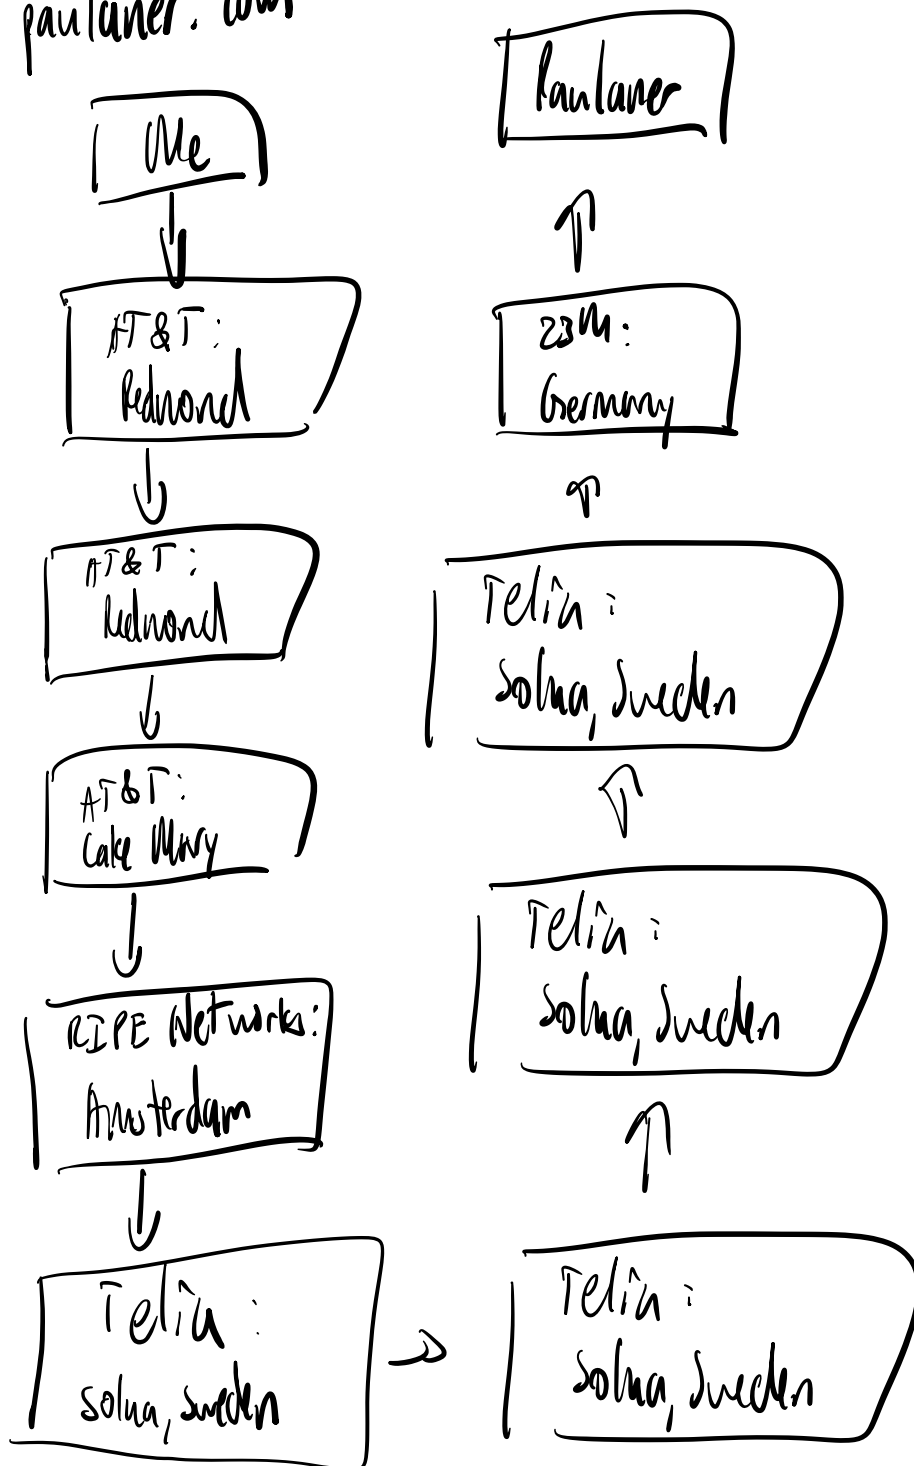 paulaner.com
Me
AT&T:
Redmond
AT&T:
Redmond
AT&T:
Lake Mary
RIPE Networks:
Amsterdam
Telia:
Solna, Sweden
Telia:
Solna, Sweden
Telia:
Solna, Sweden
Telia:
Solna, Sweden
23M:
Germany
Paulaner